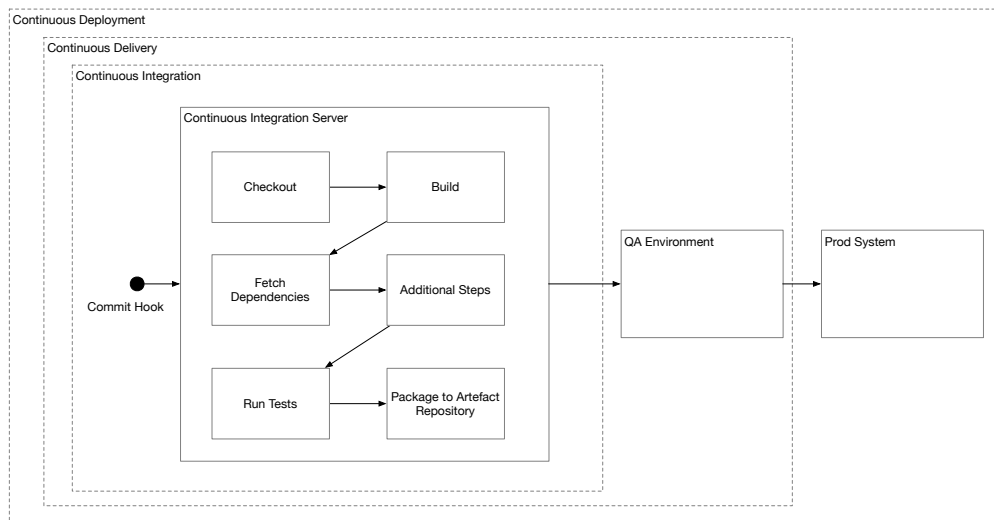 Continuous Deployment
Continuous Delivery
Continuous Integration
Continuous Integration Server
Checkout
Build
QA Environment
Prod System
Fetch
Dependencies
Additional Steps
Commit Hook
Run Tests
Package to Artefact
Repository